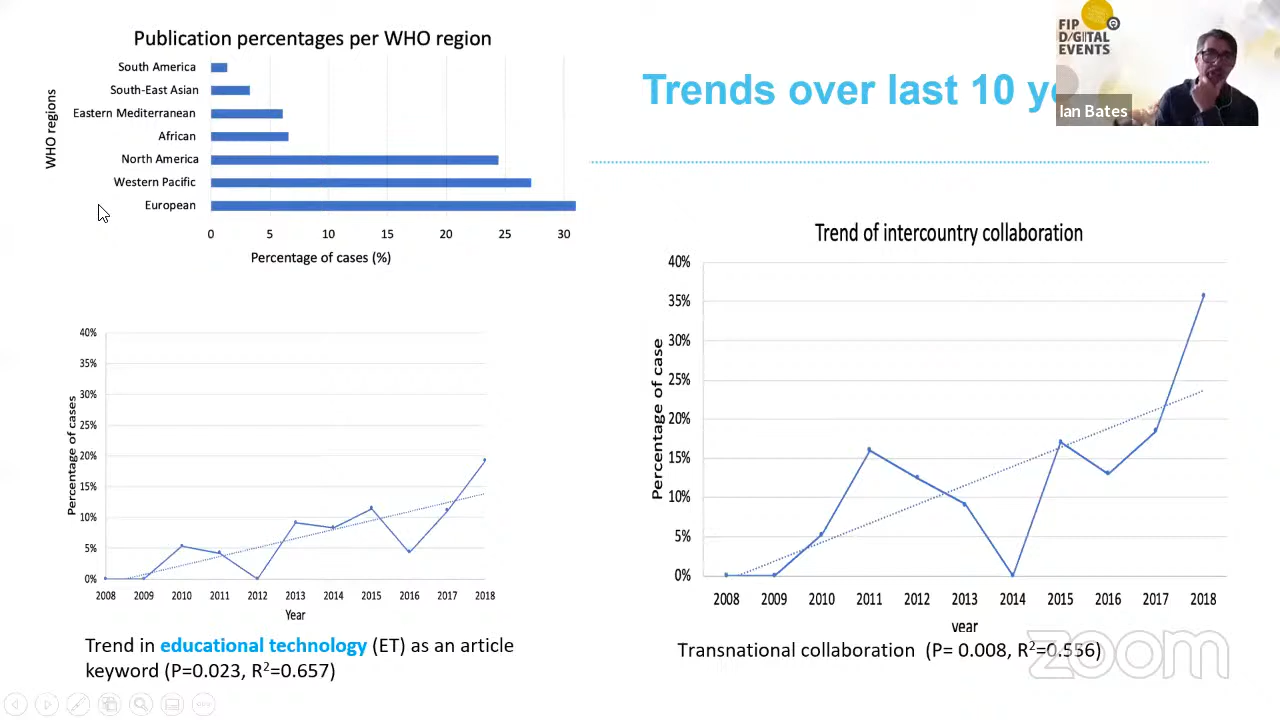 Publication percentages per WHO region
WHO regions
South America
South-East Asian
Eastern Mediterranean
African
North America
Western Pacific
European
0 5 10 15 20 25 30
Percentage of cases (%)
Trends over last 10 ye
FIP
DIGITAL
EVENTS
Ian Bates
Percentage of cases
40%
35%
30%
25%
20%
15%
10%
5%
0%
2008 2009 2010 2011 2012 2013 2014 2015 2016 2017 2018
Year
Trend in educational technology (ET) as an article
keyword (P=0.023, R²=0.657)
Trend of intercountry collaboration
Percentage of case
40%
35%
30%
25%
20%
15%
10%
5%
0%
2008 2009 2010 2011 2012 2013 2014 2015 2016 2017 2018
year
Transnational collaboration (P= 0.008, R²=0.556)
zoom